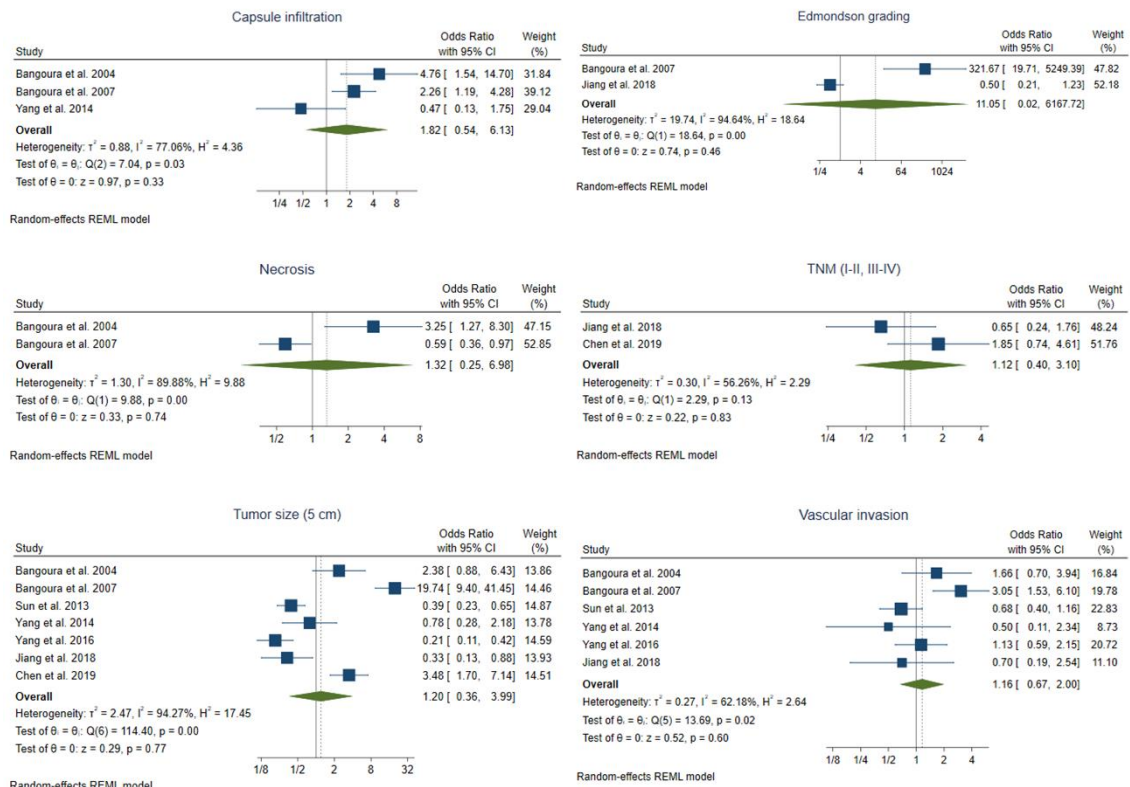 Capsule infiltration
Odds Ratio Weight
Study with 95% CI (%)
Bangoura et al. 2004 4.76 [ 1.54, 14.70] 31.84
Bangoura et al. 2007 2.26 [ 1.19, 4.28] 39.12
Yang et al. 2014 0.47 [ 0.13, 1.75] 29.04
Overall 1.82 [ 0.54, 6.13]
Heterogeneity: τ² = 0.88, I² = 77.06%, H² = 4.36
Test of θᵢ = θⱼ: Q(2) = 7.04, p = 0.03
Test of θ = 0: z = 0.97, p = 0.33
1/4 1/2 1 2 4 8
Random-effects REML model
Edmondson grading
Odds Ratio Weight
Study with 95% CI (%)
Bangoura et al. 2007 321.67 [ 19.71, 5249.39] 47.82
Jiang et al. 2018 0.50 [ 0.21, 1.23] 52.18
Overall 11.05 [ 0.02, 6167.72]
Heterogeneity: τ² = 19.74, I² = 94.64%, H² = 18.64
Test of θᵢ = θⱼ: Q(1) = 18.64, p = 0.00
Test of θ = 0: z = 0.74, p = 0.46
1/4 4 64 1024
Random-effects REML model
Necrosis
Odds Ratio Weight
Study with 95% CI (%)
Bangoura et al. 2004 3.25 [ 1.27, 8.30] 47.15
Bangoura et al. 2007 0.59 [ 0.36, 0.97] 52.85
Overall 1.32 [ 0.25, 6.98]
Heterogeneity: τ² = 1.30, I² = 89.88%, H² = 9.88
Test of θᵢ = θⱼ: Q(1) = 9.88, p = 0.00
Test of θ = 0: z = 0.33, p = 0.74
1/2 1 2 4 8
Random-effects REML model
TNM (I-II, III-IV)
Odds Ratio Weight
Study with 95% CI (%)
Jiang et al. 2018 0.65 [ 0.24, 1.76] 48.24
Chen et al. 2019 1.85 [ 0.74, 4.61] 51.76
Overall 1.12 [ 0.40, 3.10]
Heterogeneity: τ² = 0.30, I² = 56.26%, H² = 2.29
Test of θᵢ = θⱼ: Q(1) = 2.29, p = 0.13
Test of θ = 0: z = 0.22, p = 0.83
1/4 1 4
Random-effects REML model
Tumor size (5 cm)
Odds Ratio Weight
Study with 95% CI (%)
Bangoura et al. 2004 2.38 [ 0.88, 6.43] 13.86
Bangoura et al. 2007 19.74 [ 9.40, 41.45] 14.46
Sun et al. 2013 0.39 [ 0.23, 0.65] 14.87
Yang et al. 2014 0.78 [ 0.28, 2.18] 13.78
Yang et al. 2016 0.21 [ 0.11, 0.42] 14.59
Jiang et al. 2018 0.33 [ 0.13, 0.88] 13.93
Chen et al. 2019 3.48 [ 1.70, 7.14] 14.51
Overall 1.20 [ 0.36, 3.99]
Heterogeneity: τ² = 2.47, I² = 94.27%, H² = 17.45
Test of θᵢ = θⱼ: Q(6) = 114.40, p = 0.00
Test of θ = 0: z = 0.29, p = 0.77
1/8 1/2 2 8 32
Random-effects REML model
Vascular invasion
Odds Ratio Weight
Study with 95% CI (%)
Bangoura et al. 2004 1.66 [ 0.70, 3.94] 16.84
Bangoura et al. 2007 3.05 [ 1.53, 6.10] 19.78
Sun et al. 2013 0.68 [ 0.40, 1.16] 22.83
Yang et al. 2014 0.50 [ 0.11, 2.34] 8.73
Yang et al. 2016 1.13 [ 0.59, 2.15] 20.72
Jiang et al. 2018 0.70 [ 0.19, 2.54] 11.10
Overall 1.16 [ 0.67, 2.00]
Heterogeneity: τ² = 0.27, I² = 62.18%, H² = 2.64
Test of θᵢ = θⱼ: Q(5) = 13.69, p = 0.02
Test of θ = 0: z = 0.52, p = 0.60
1/8 1/4 1/2 1 2 4
Random-effects REML model